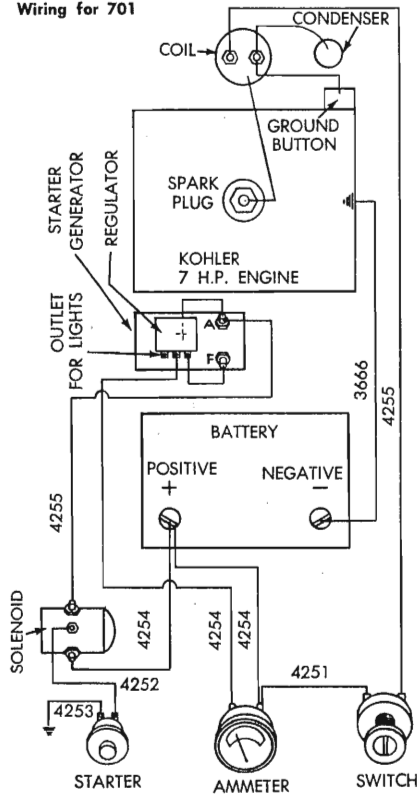 Wiring for 701
CONDENSER
COIL
GROUND
BUTTON
SPARK
PLUG
KOHLER
7 H.P. ENGINE
STARTER
GENERATOR
REGULATOR
OUTLET
FOR LIGHTS
A
F
3666
4255
BATTERY
POSITIVE
NEGATIVE
+
–
4255
SOLENOID
4254
4254
4254
4251
4252
4253
STARTER
AMMETER
SWITCH